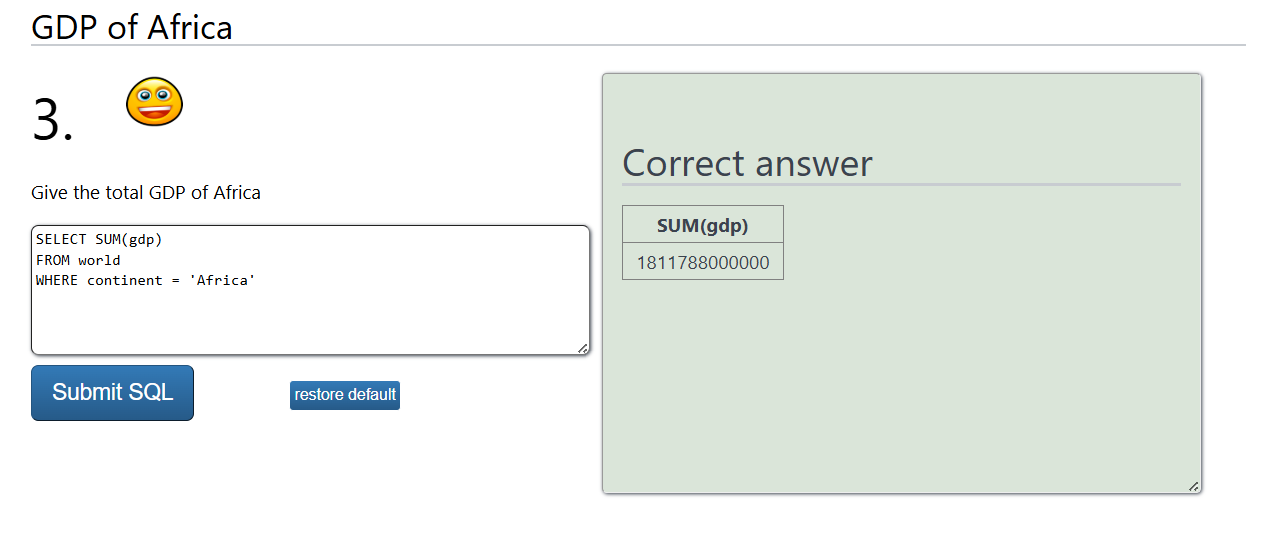 GDP of Africa
3.
Give the total GDP of Africa
SELECT SUM(gdp)
FROM world
WHERE continent = 'Africa'
Submit SQL
restore default
Correct answer
SUM(gdp)
1811788000000